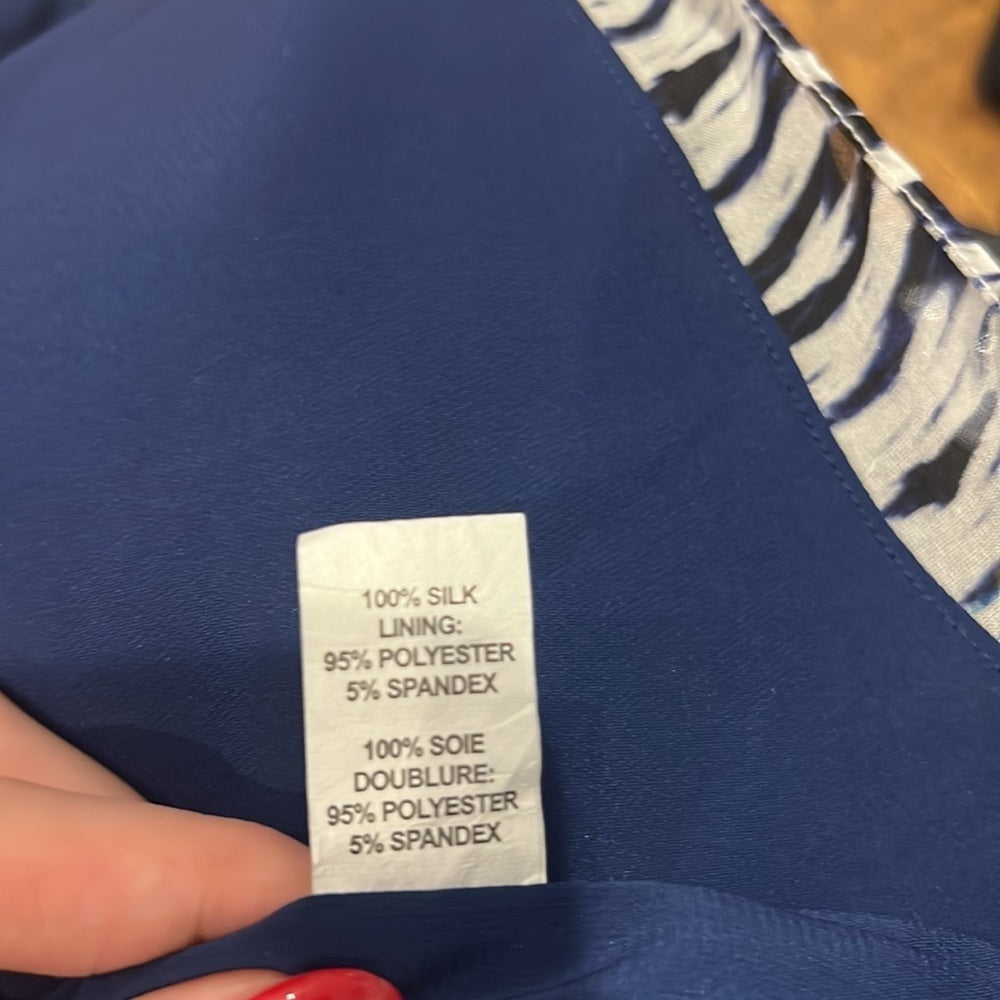 100% SILK
LINING:
95% POLYESTER
5% SPANDEX
100% SOIE
DOUBLURE:
95% POLYESTER
5% SPANDEX